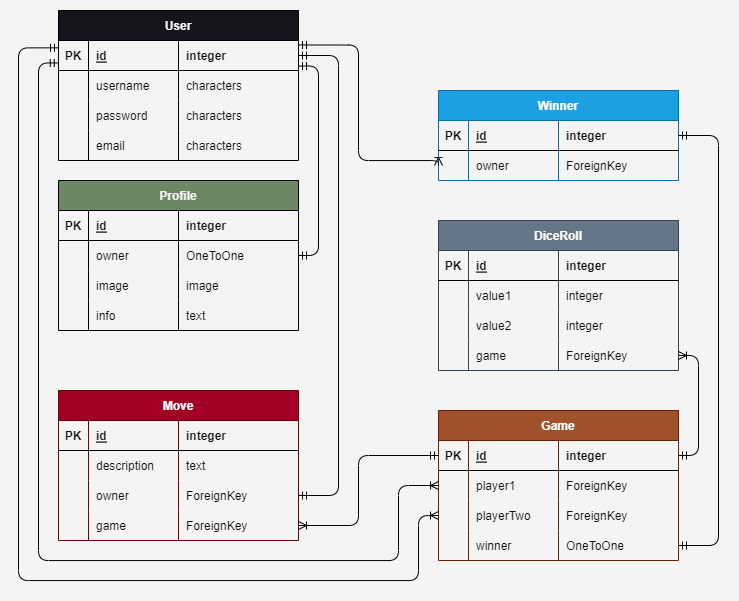 User
PK id integer
username characters
password characters
email characters
Profile
PK id integer
owner OneToOne
image image
info text
Move
PK id integer
description text
owner ForeignKey
game ForeignKey
Winner
PK id integer
owner ForeignKey
DiceRoll
PK id integer
value1 integer
value2 integer
game ForeignKey
Game
PK id integer
player1 ForeignKey
playerTwo ForeignKey
winner OneToOne